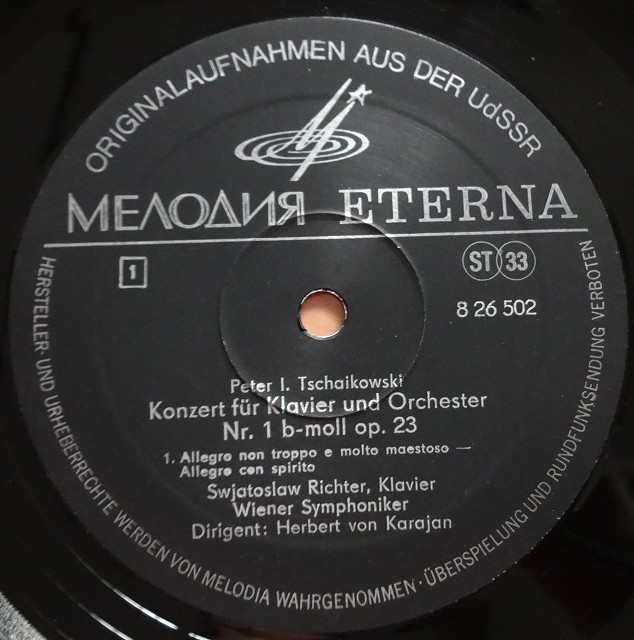 ORIGINALAUFNAHMEN AUS DER UdSSR
МЕЛОДИЯ ETERNA
1
ST 33
8 26 502
Peter I. Tschaikowski
Konzert für Klavier und Orchester
Nr. 1 b-moll op. 23
1. Allegro non troppo e molto maestoso —
Allegro con spirito
Swjatoslaw Richter, Klavier
Wiener Symphoniker
Dirigent: Herbert von Karajan
HERSTELLER- UND URHEBERRECHTE WERDEN VON MELODIA WAHRGENOMMEN · ÜBERSPIELUNG UND RUNDFUNKSENDUNG VERBOTEN